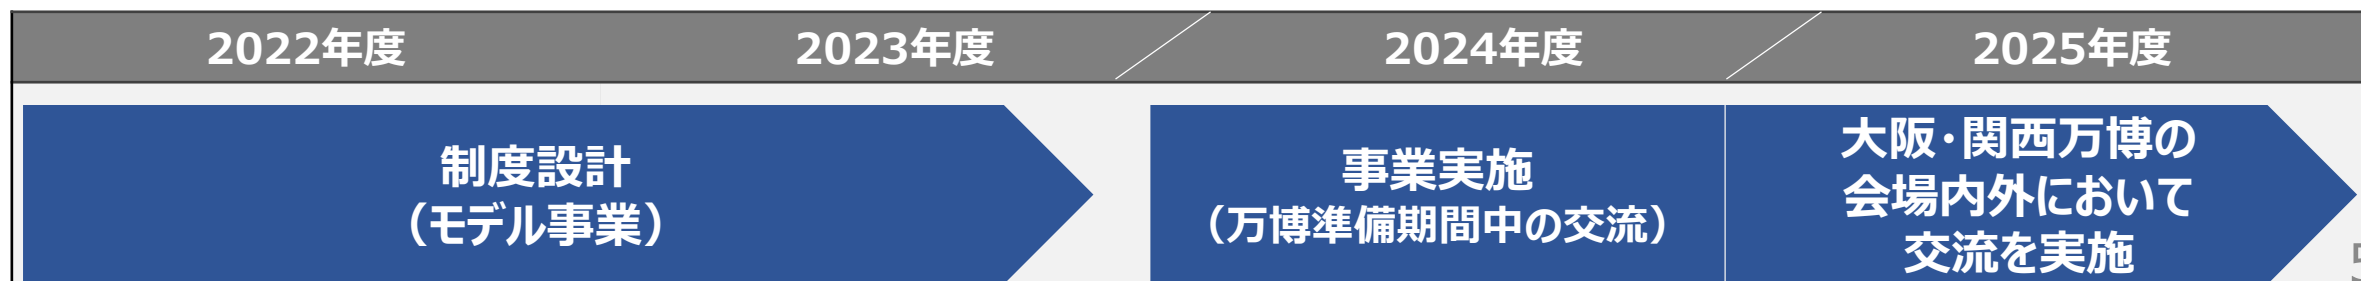 2022年度 2023年度 2024年度 2025年度
制度設計
（モデル事業）
事業実施
（万博準備期間中の交流）
大阪・関西万博の
会場内外において
交流を実施